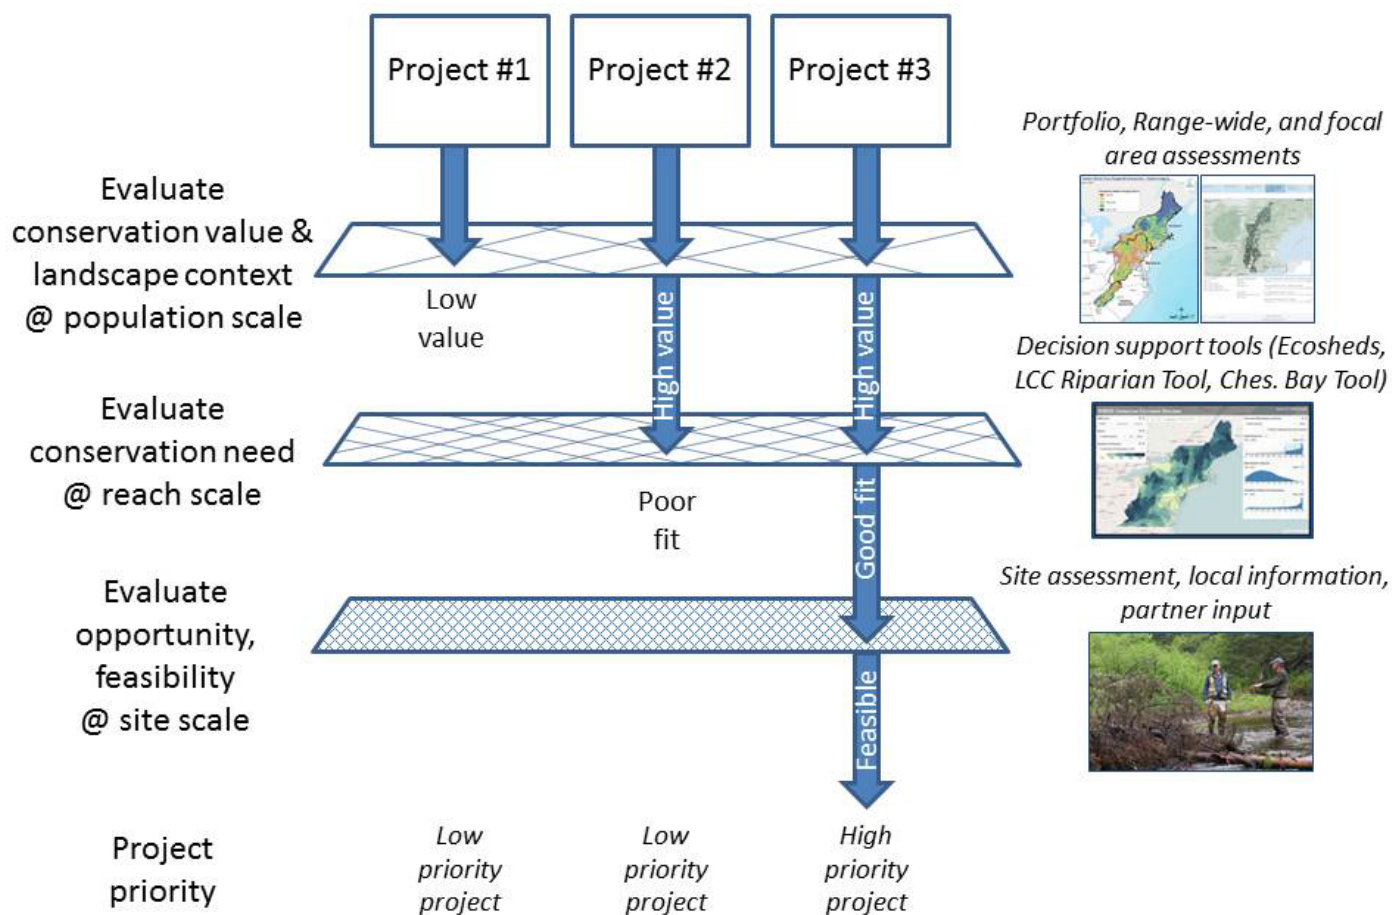 Project #1
Project #2
Project #3
Portfolio, Range-wide, and focal
area assessments
Evaluate
conservation value &
landscape context
@ population scale
Low
value
High value
High value
Decision support tools (Ecosheds,
LCC Riparian Tool, Ches. Bay Tool)
Evaluate
conservation need
@ reach scale
Poor
fit
Good fit
Site assessment, local information,
partner input
Evaluate
opportunity,
feasibility
@ site scale
Feasible
Project
priority
Low
priority
project
Low
priority
project
High
priority
project